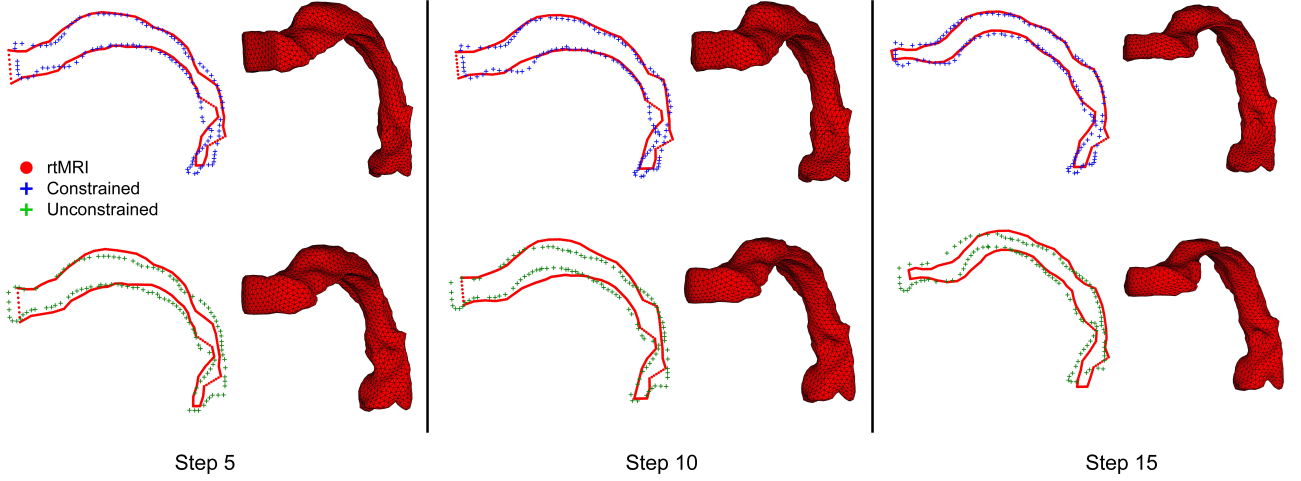 rtMRI
Constrained
Unconstrained
Step 5
Step 10
Step 15